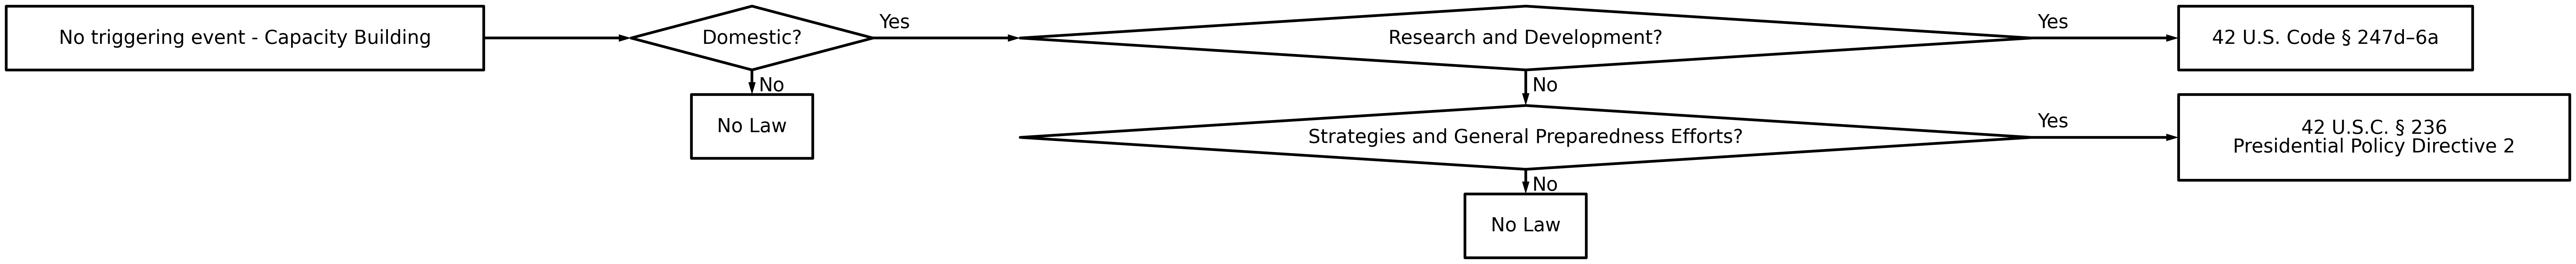 No triggering event - Capacity Building
Domestic?
Yes
Research and Development?
Yes
42 U.S. Code § 247d–6a
No
No Law
No
Strategies and General Preparedness Efforts?
Yes
42 U.S.C. § 236
Presidential Policy Directive 2
No
No Law